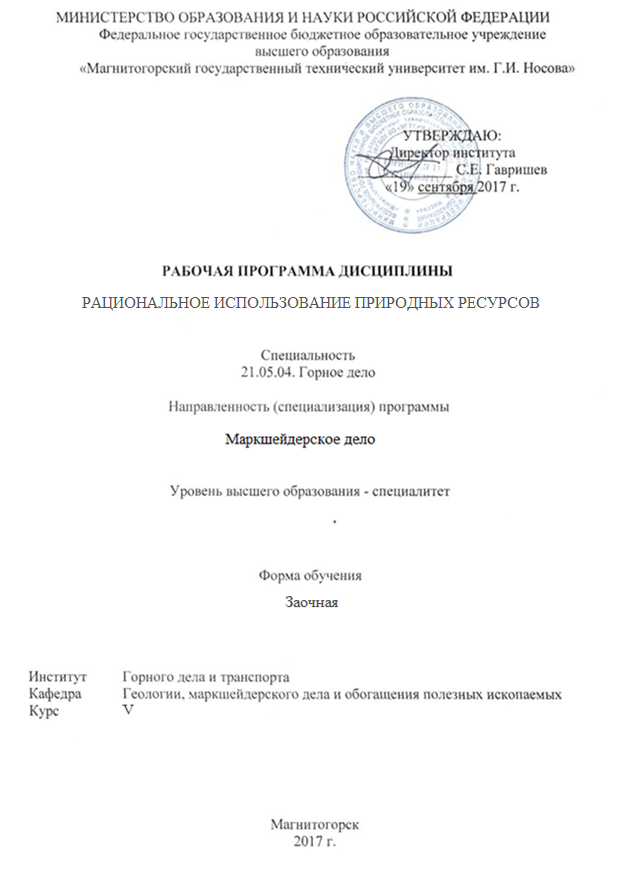 МИНИСТЕРСТВО ОБРАЗОВАНИЯ И НАУКИ РОССИЙСКОЙ ФЕДЕРАЦИИ
Федеральное государственное бюджетное образовательное учреждение
высшего образования
«Магнитогорский государственный технический университет им. Г.И. Носова»
УТВЕРЖДАЮ:
Директор института
С.Е. Гавришев
«19» сентября 2017 г.
РАБОЧАЯ ПРОГРАММА ДИСЦИПЛИНЫ
РАЦИОНАЛЬНОЕ ИСПОЛЬЗОВАНИЕ ПРИРОДНЫХ РЕСУРСОВ
Специальность
21.05.04. Горное дело
Направленность (специализация) программы
Маркшейдерское дело
Уровень высшего образования - специалитет
Форма обучения
Заочная
Институт Горного дела и транспорта
Кафедра Геологии, маркшейдерского дела и обогащения полезных ископаемых
Курс V
Магнитогорск
2017 г.